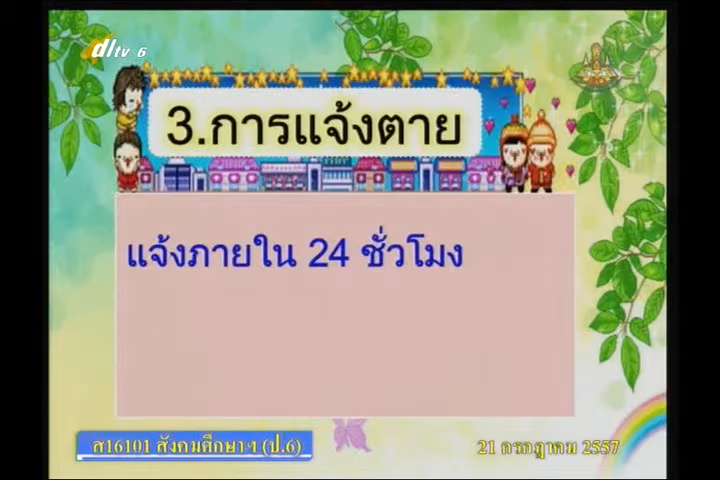 dltv 6
3.การแจ้งตาย
แจ้งภายใน 24 ชั่วโมง
ส16101 สังคมศึกษาฯ (ป.6)
21 กรกฎาคม 2557